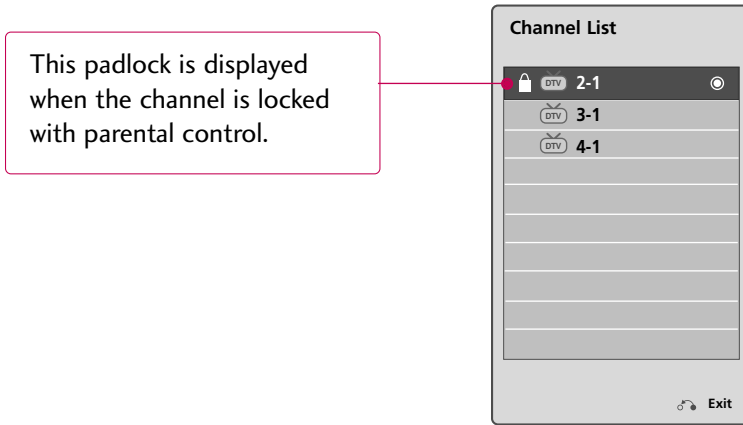 Channel List
This padlock is displayed
when the channel is locked
with parental control.
DTV 2-1
DTV 3-1
DTV 4-1
Exit